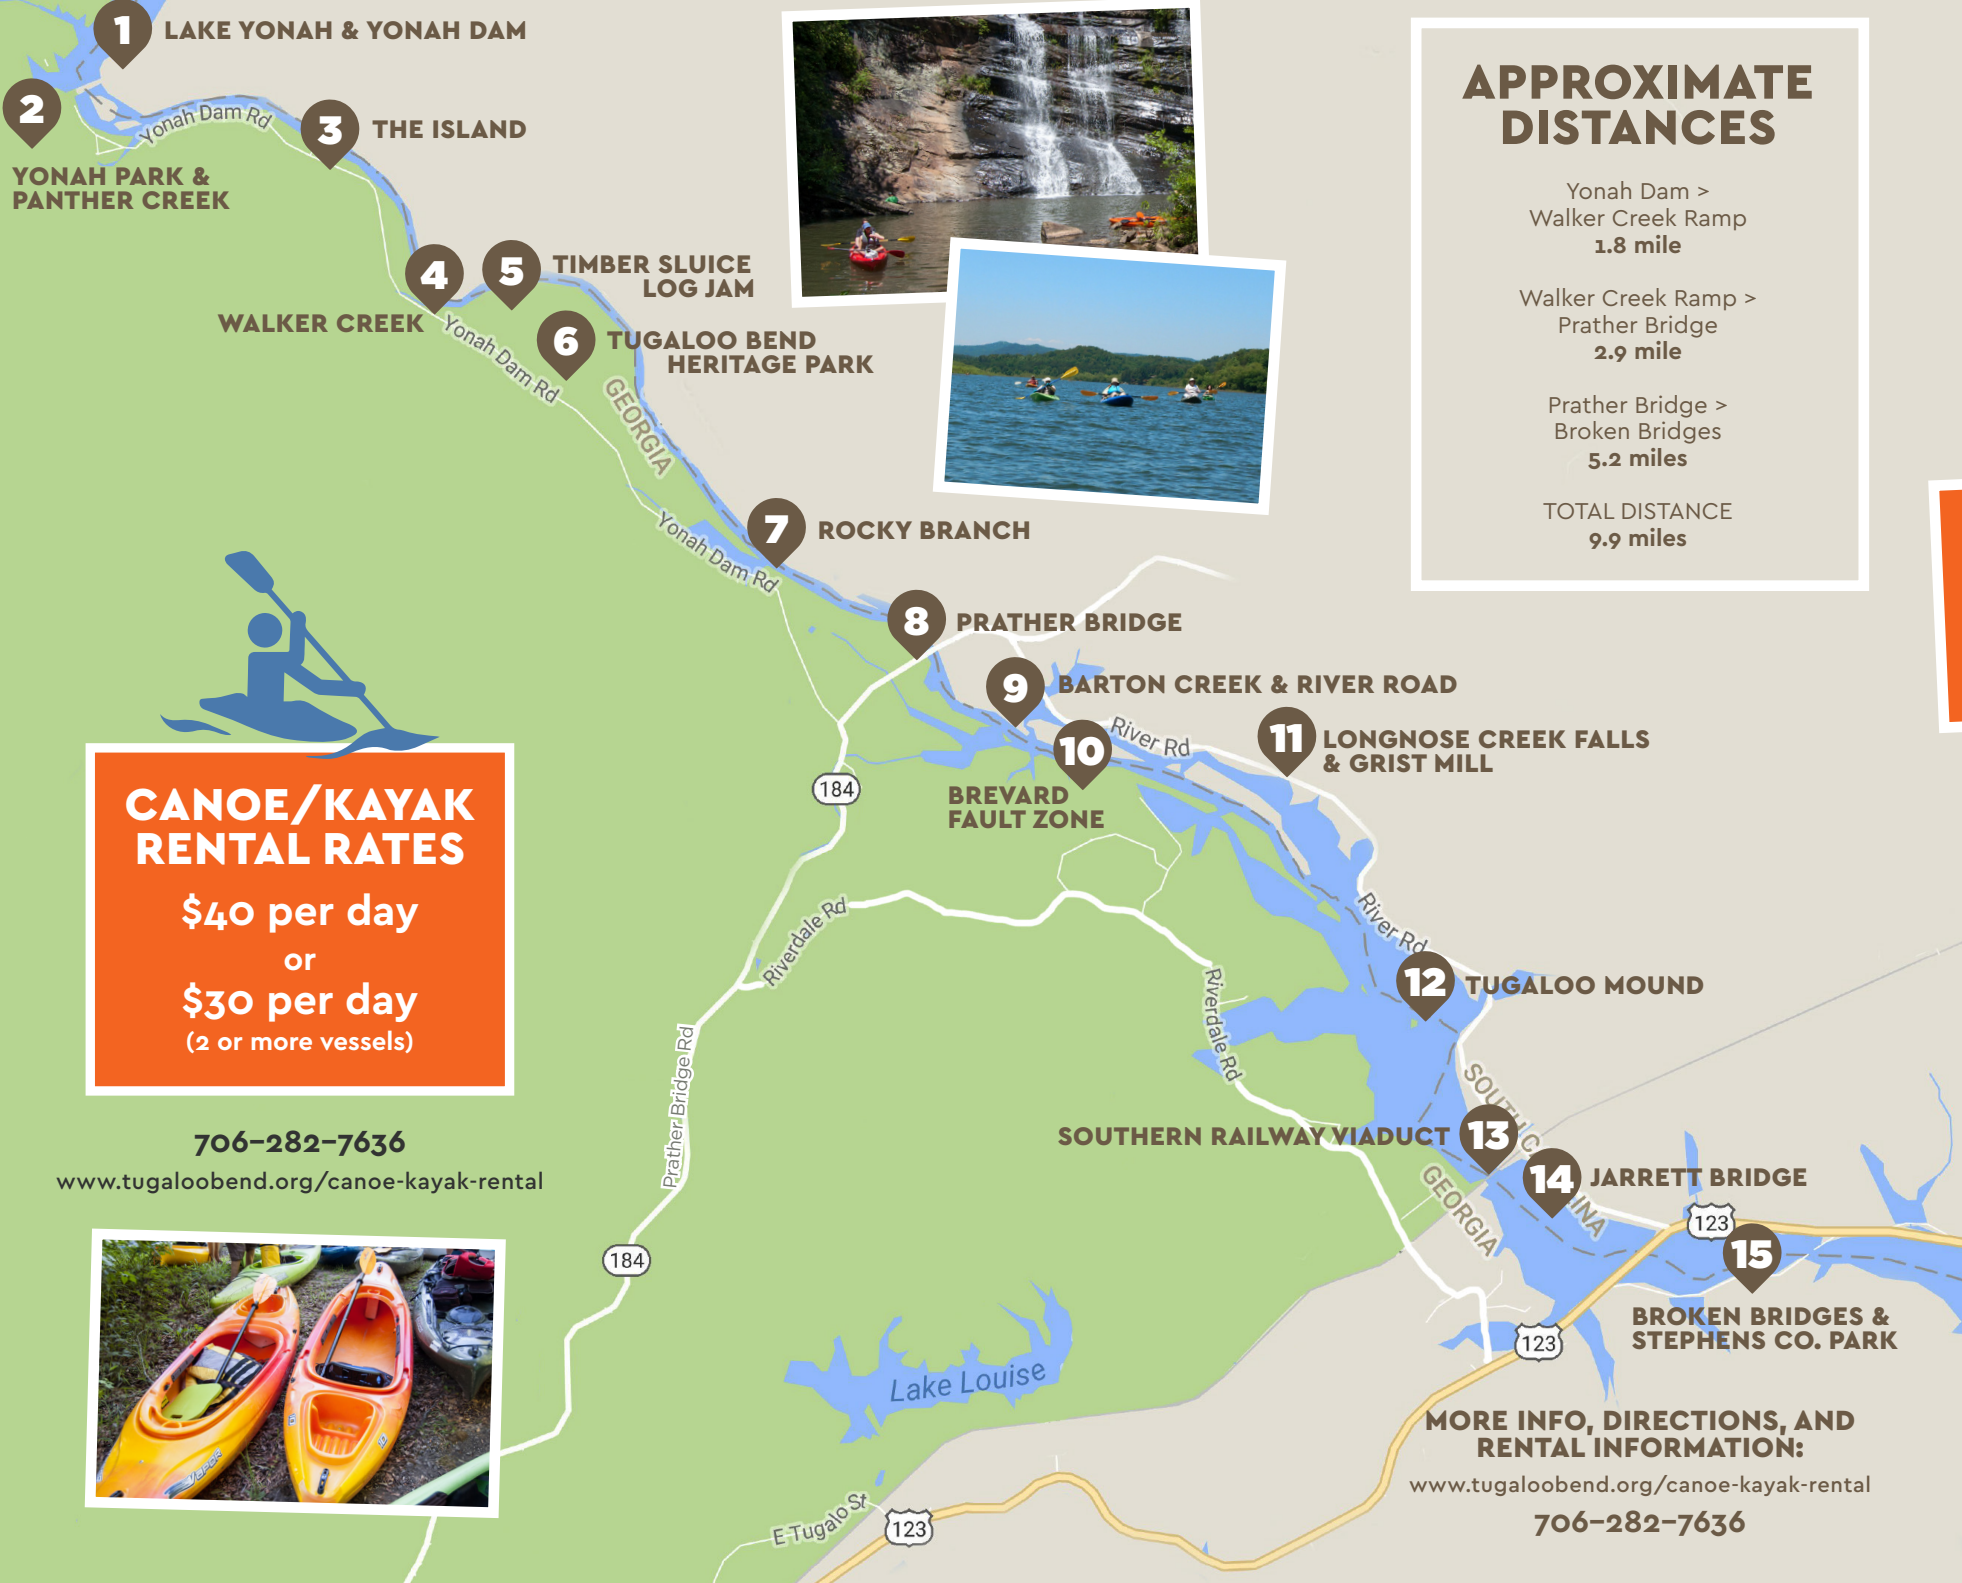 1
LAKE YONAH & YONAH DAM
2
YONAH PARK &
PANTHER CREEK
Yonah Dam Rd
3
THE ISLAND
4
WALKER CREEK
5
TIMBER SLUICE
LOG JAM
Yonah Dam Rd
6
TUGALOO BEND
HERITAGE PARK
GEORGIA
Yonah Dam Rd
7
ROCKY BRANCH
8
PRATHER BRIDGE
9
BARTON CREEK & RIVER ROAD
10
BREVARD
FAULT ZONE
River Rd
11
LONGNOSE CREEK FALLS
& GRIST MILL
184
Riverdale Rd
River Rd
12
TUGALOO MOUND
Riverdale Rd
Prather Bridge Rd
SOUTHERN RAILWAY VIADUCT
13
GEORGIA
14
JARRETT BRIDGE
123
15
BROKEN BRIDGES &
STEPHENS CO. PARK
123
184
Lake Louise
E Tugalo St
123
APPROXIMATE
DISTANCES
Yonah Dam >
Walker Creek Ramp
1.8 mile
Walker Creek Ramp >
Prather Bridge
2.9 mile
Prather Bridge >
Broken Bridges
5.2 miles
TOTAL DISTANCE
9.9 miles
CANOE/KAYAK
RENTAL RATES
$40 per day
or
$30 per day
(2 or more vessels)
706-282-7636
www.tugaloobend.org/canoe-kayak-rental
VAPOR
10
MORE INFO, DIRECTIONS, AND
RENTAL INFORMATION:
www.tugaloobend.org/canoe-kayak-rental
706-282-7636